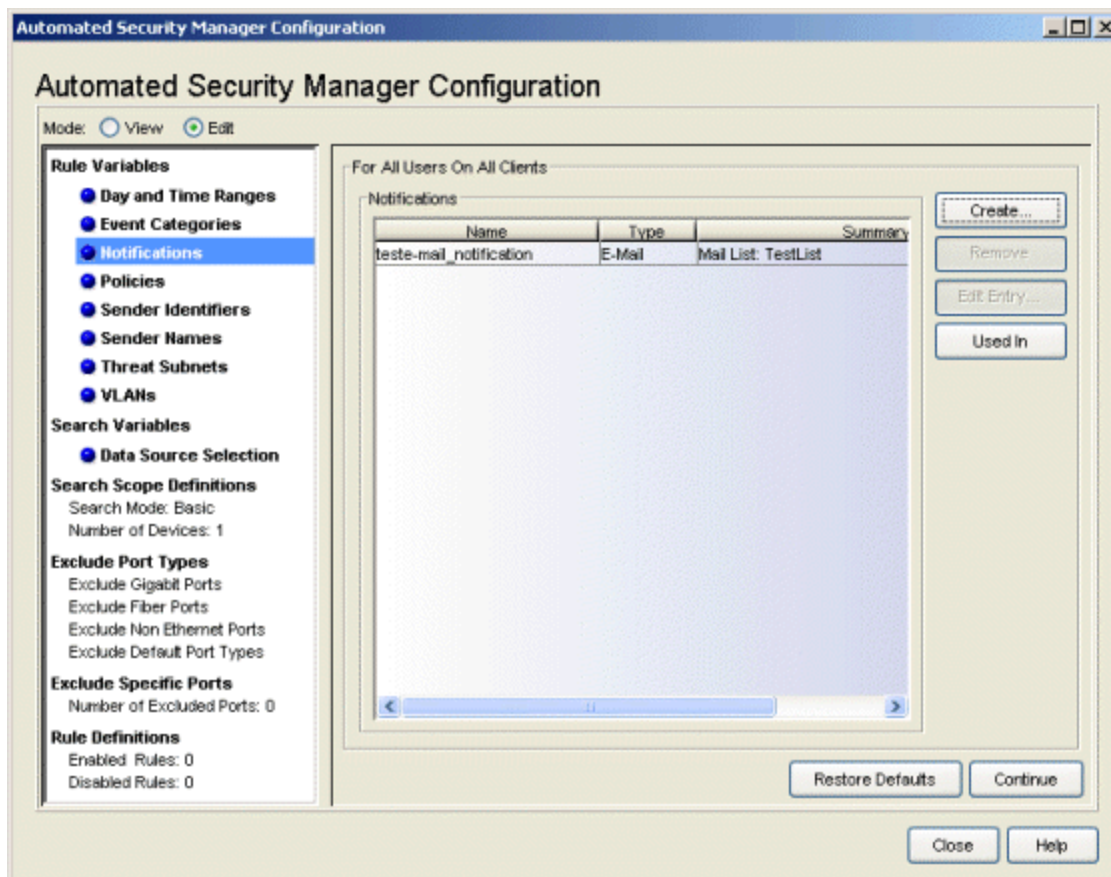 Automated Security Manager Configuration
Automated Security Manager Configuration
Mode: View Edit
Rule Variables
Day and Time Ranges
Event Categories
Notifications
Policies
Sender Identifiers
Sender Names
Threat Subnets
VLANs
Search Variables
Data Source Selection
Search Scope Definitions
Search Mode: Basic
Number of Devices: 1
Exclude Port Types
Exclude Gigabit Ports
Exclude Fiber Ports
Exclude Non Ethernet Ports
Exclude Default Port Types
Exclude Specific Ports
Number of Excluded Ports: 0
Rule Definitions
Enabled Rules: 0
Disabled Rules: 0
For All Users On All Clients
Notifications
Name Type Summary
teste-mail_notification E-Mail Mail List: TestList
Create...
Remove
Edit Entry...
Used In
Restore Defaults Continue
Close Help